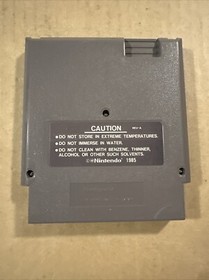 CAUTION REV-A
• DO NOT STORE IN EXTREME TEMPERATURES.
• DO NOT IMMERSE IN WATER.
• DO NOT CLEAN WITH BENZENE, THINNER,
ALCOHOL OR OTHER SUCH SOLVENTS.
©®Nintendo 1985